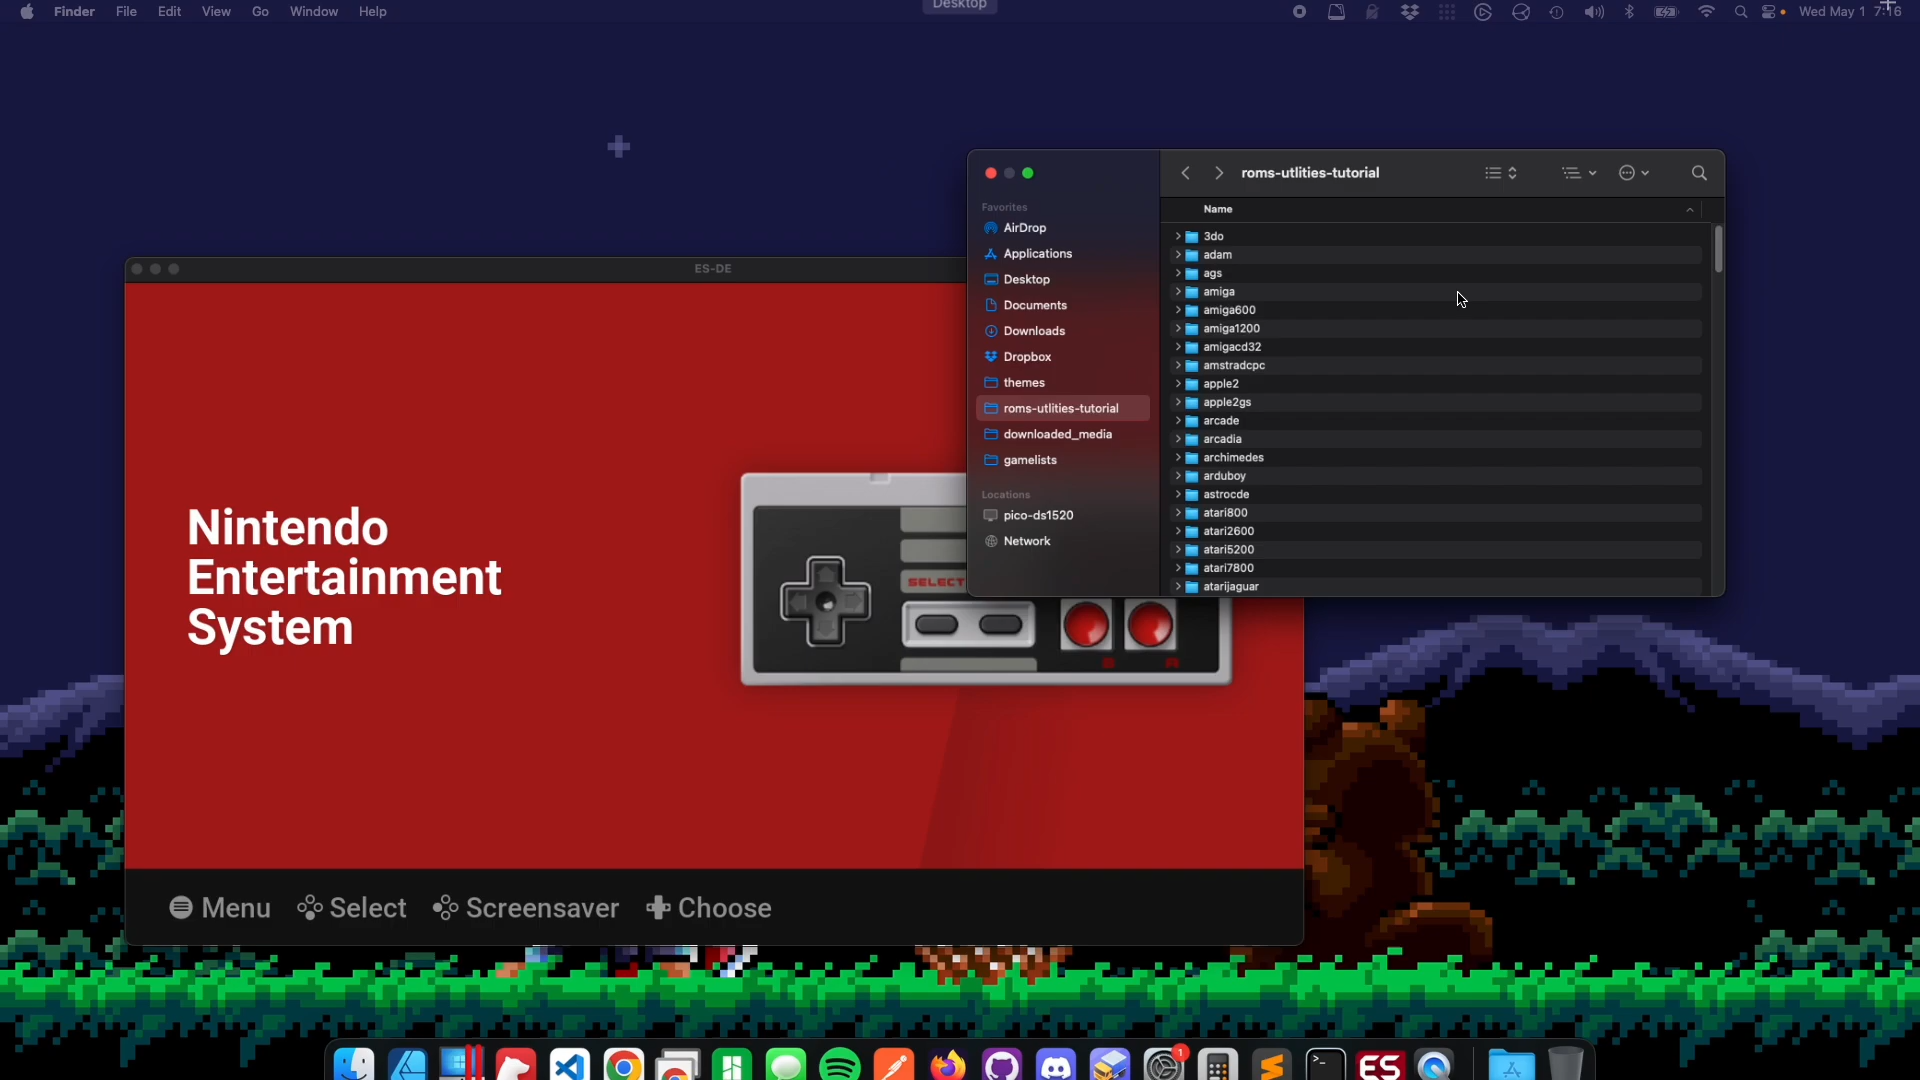 Finder File Edit View Go Window Help
Desktop
Wed May 1 7:16
roms-utlities-tutorial
Favorites
AirDrop
Applications
Desktop
Documents
Downloads
Dropbox
themes
roms-utlities-tutorial
downloaded_media
gamelists
Locations
pico-ds1520
Network
Name
3do
adam
ags
amiga
amiga600
amiga1200
amigacd32
amstradcpc
apple2
apple2gs
arcade
arcadia
archimedes
arduboy
astrocde
atari800
atari2600
atari5200
atari7800
atarijaguar
ES-DE
Nintendo
Entertainment
System
SELECT
Menu Select Screensaver Choose
1
ES